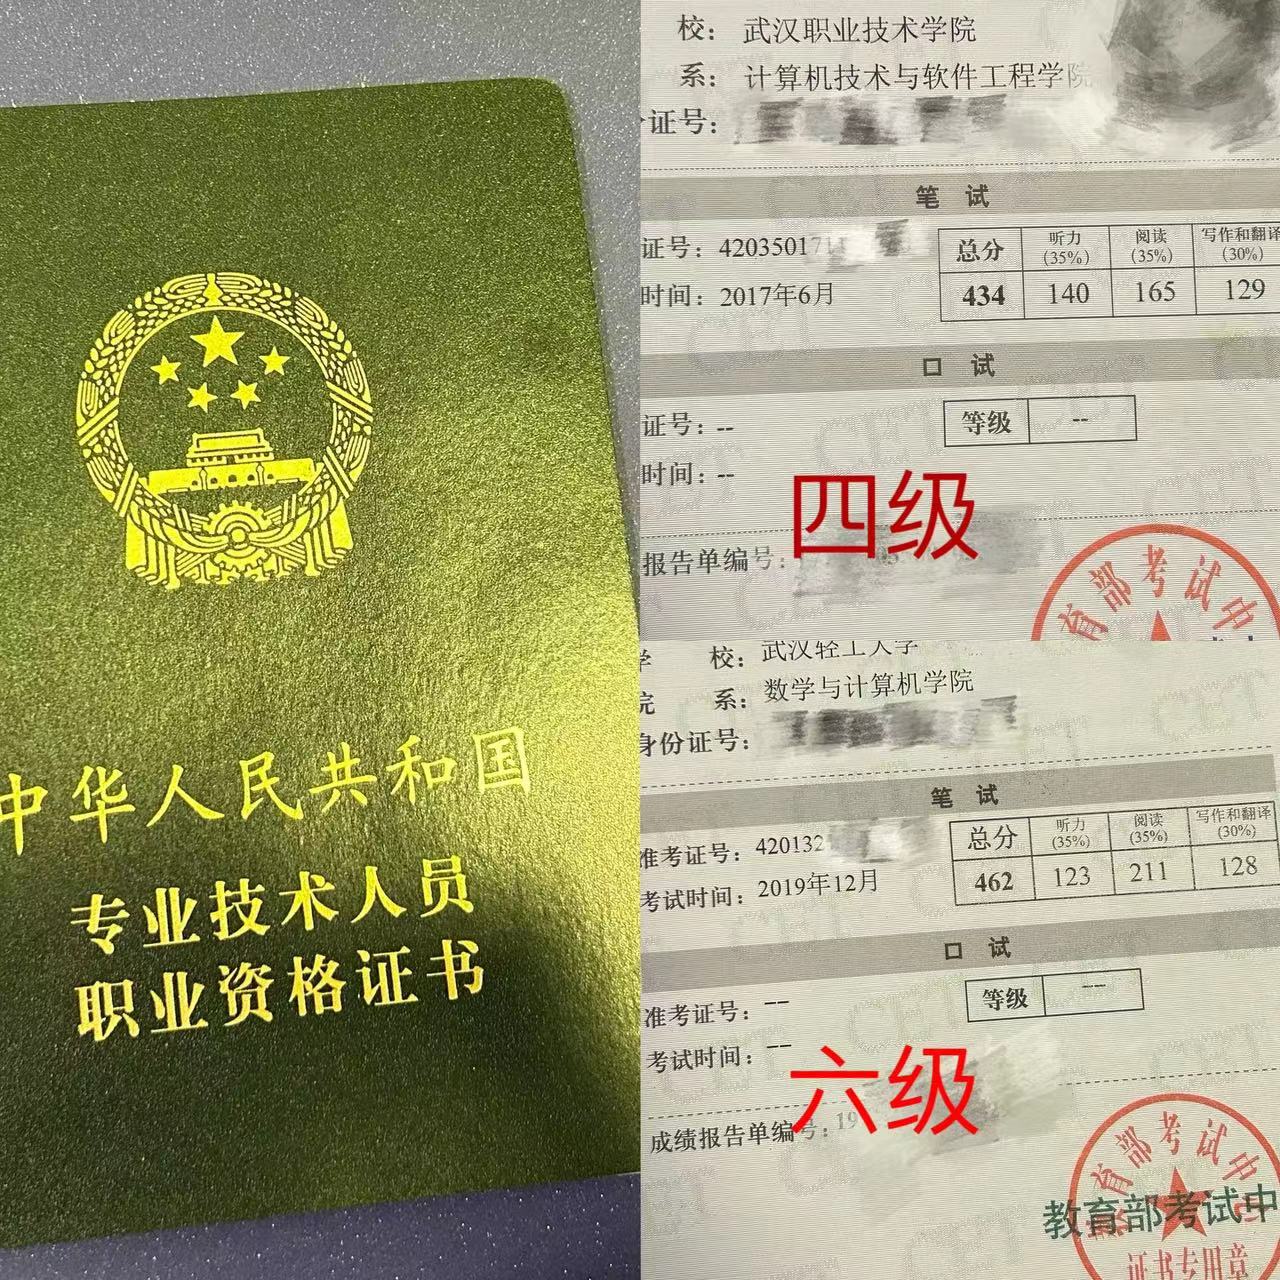 中华人民共和国
专业技术人员
职业资格证书
校： 武汉职业技术学院
系： 计算机技术与软件工程学院
证号：
笔 试
证号： 4203501711
时间： 2017年6月
总分 听力(35%) 阅读(35%) 写作和翻译(30%)
434 140 165 129
口 试
证号： --
时间： --
等级 --
四级
报告单编号：
育部考试中
校： 武汉轻工大学
系： 数学与计算机学院
身份证号：
笔 试
准考证号： 420132
考试时间： 2019年12月
总分 听力(35%) 阅读(35%) 写作和翻译(30%)
462 123 211 128
口 试
准考证号： --
考试时间： --
等级 --
六级
成绩报告单编号： 19
育部考试中
教育部考试中
证书专用章